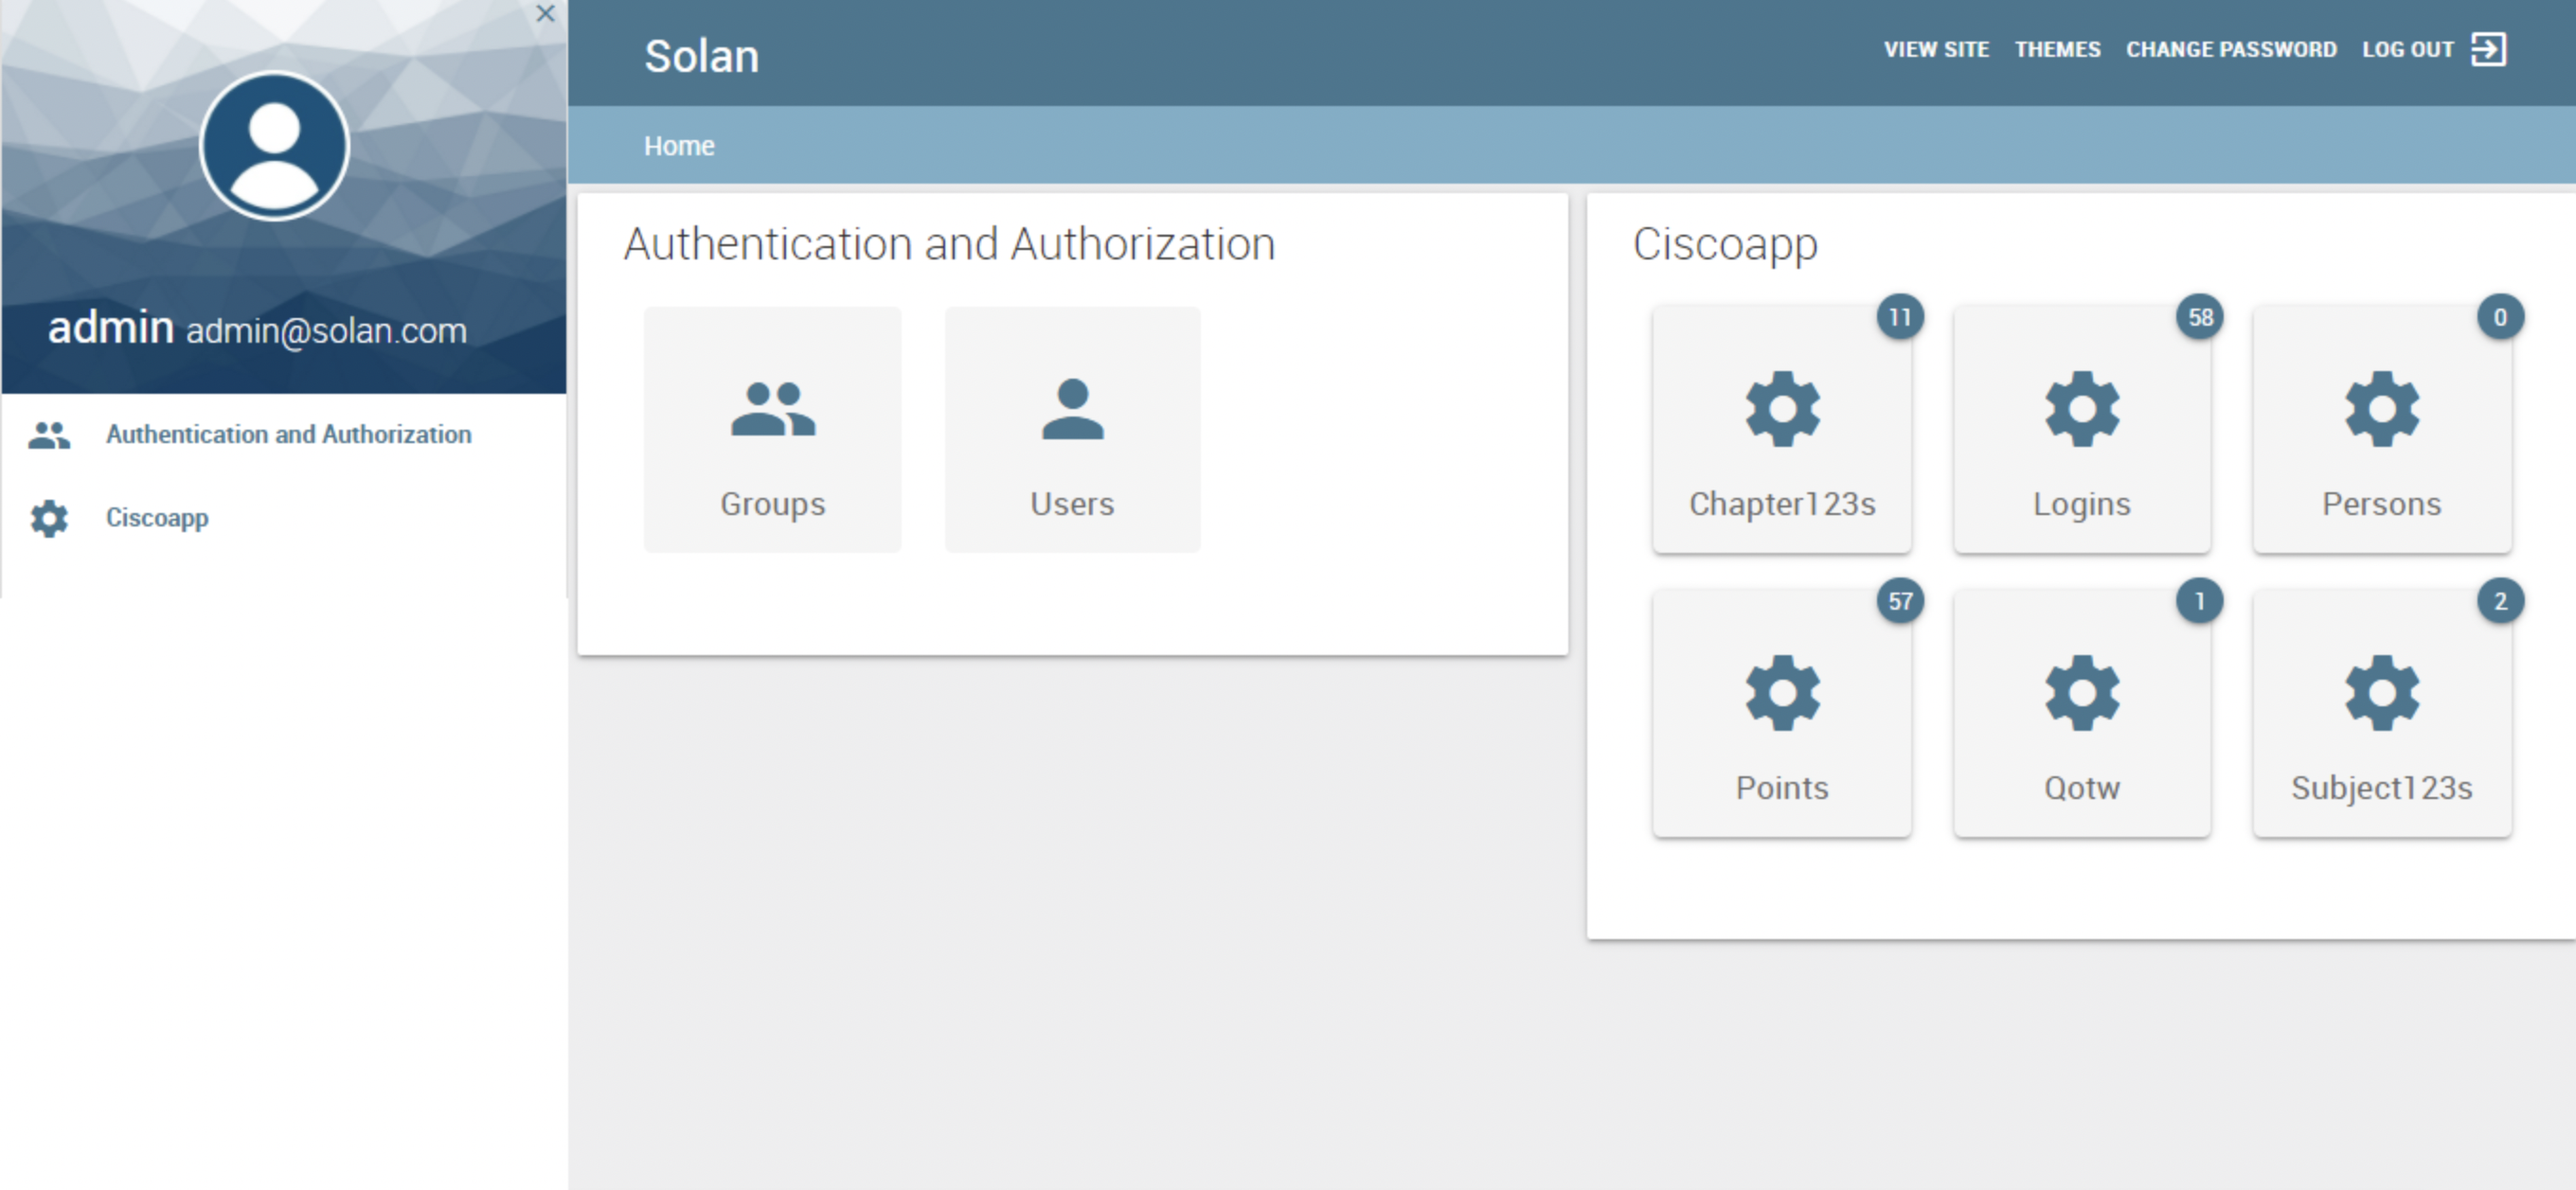 admin admin@solan.com
Authentication and Authorization
Ciscoapp
Solan
VIEW SITE THEMES CHANGE PASSWORD LOG OUT
Home
Authentication and Authorization
Groups Users
Ciscoapp
11 58 0
Chapter123s Logins Persons
57 1 2
Points Qotw Subject123s